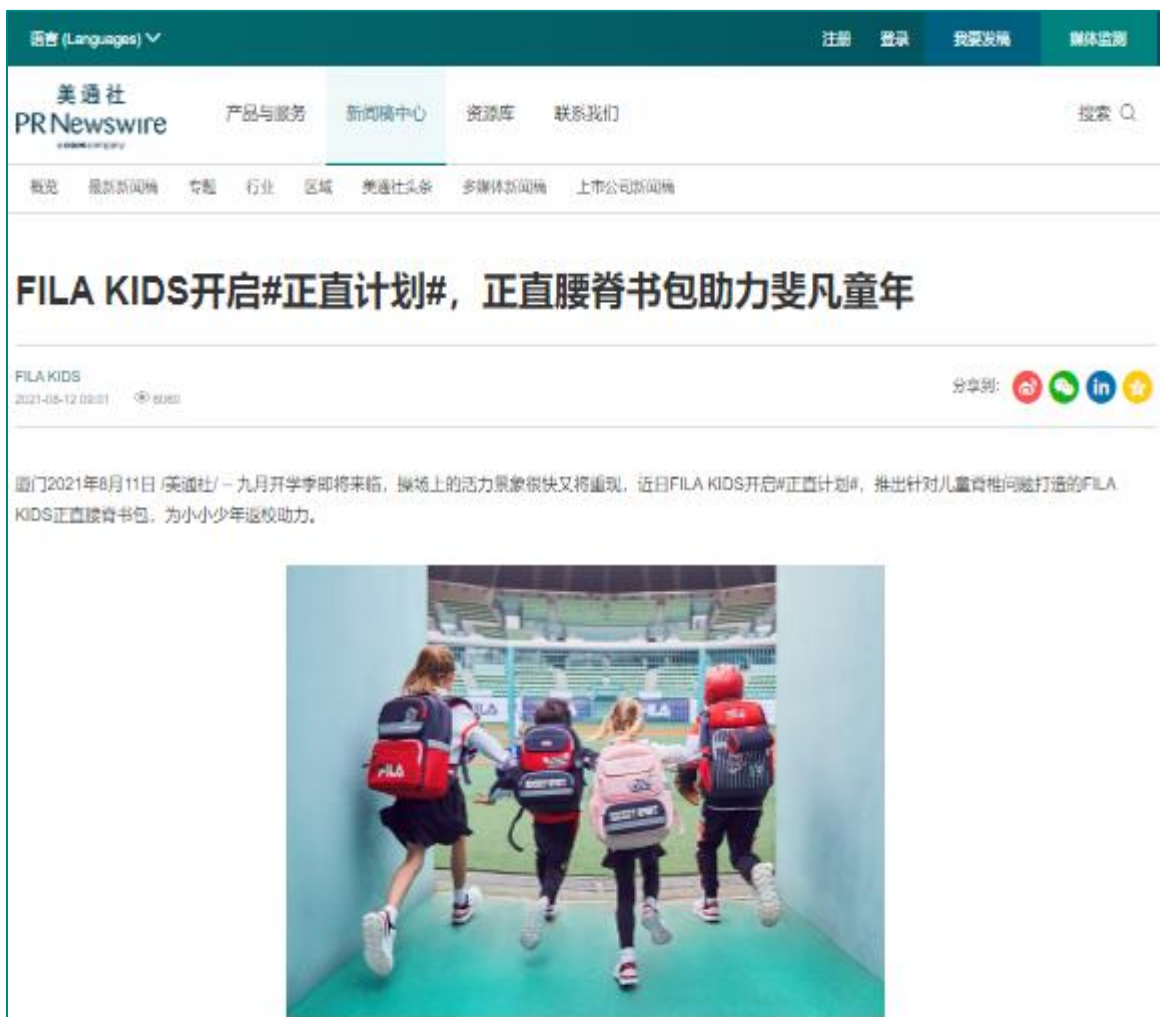 语言 (Languages)
注册 登录 我要发稿 媒体监测
美通社
PR Newswire
产品与服务 新闻稿中心 资源库 联系我们 搜索
概览 最新新闻稿 专题 行业 区域 美通社头条 多媒体新闻稿 上市公司新闻稿
FILA KIDS开启#正直计划#，正直腰脊书包助力斐凡童年
FILA KIDS
2021-08-12 09:01 6060
分享到:
厦门2021年8月11日 /美通社/ -- 九月开学季即将来临，操场上的活力景象很快又将重现，近日FILA KIDS开启#正直计划#，推出针对儿童脊椎问题打造的FILA
KIDS正直腰脊书包，为小小少年返校助力。
FILA